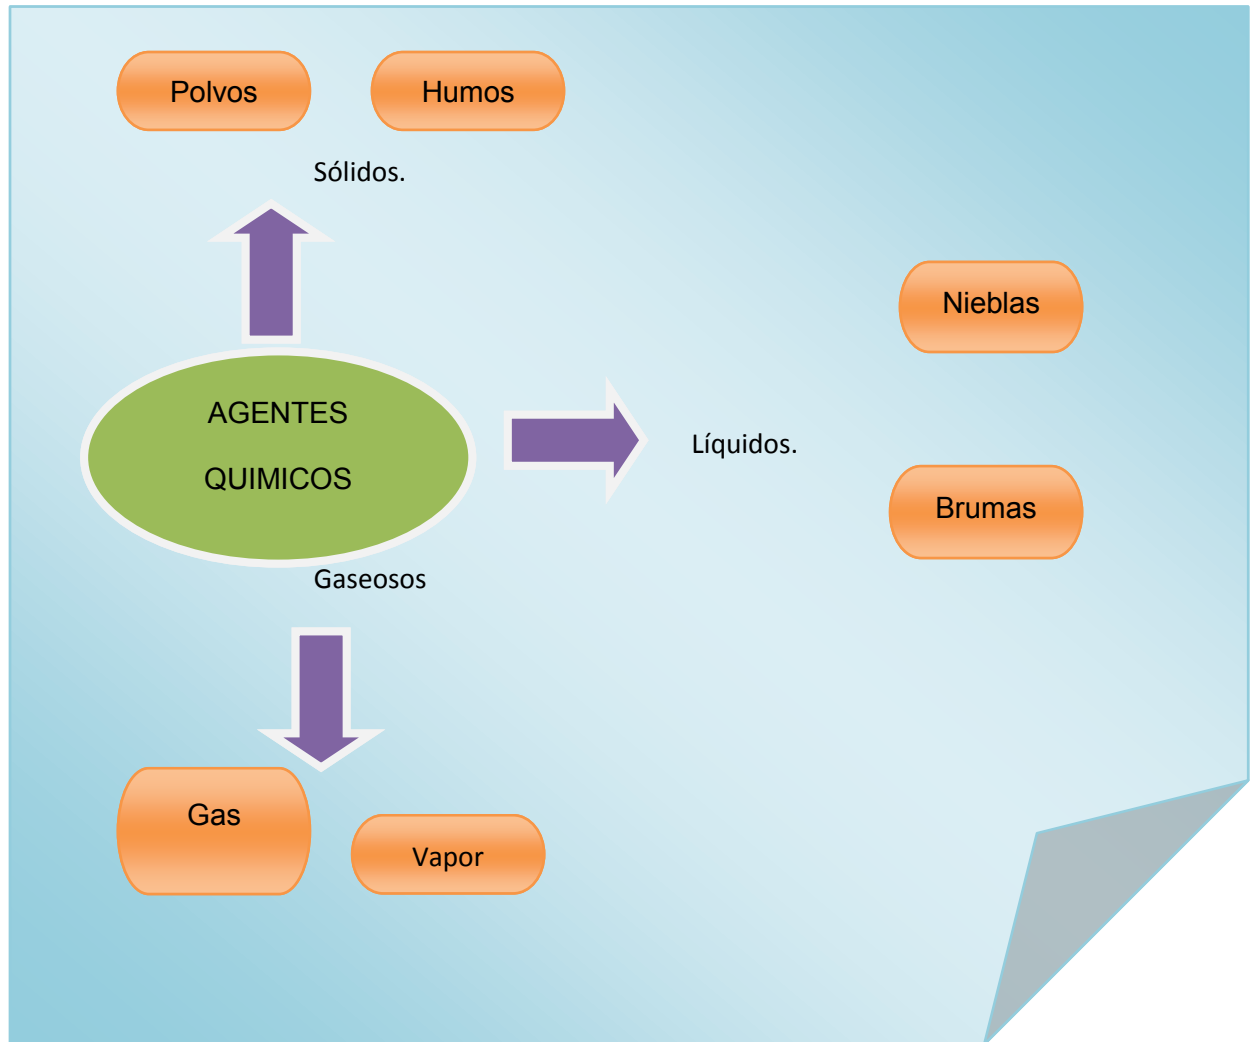 Polvos
Humos
Sólidos.
Nieblas
AGENTES
QUIMICOS
Líquidos.
Brumas
Gaseosos
Gas
Vapor